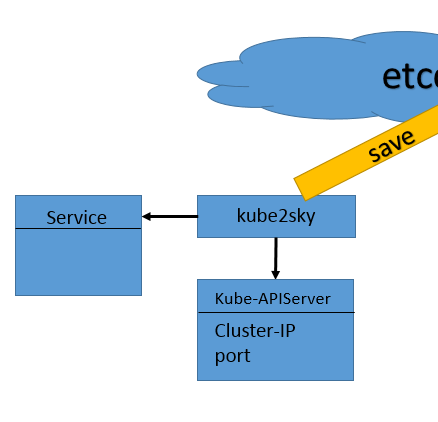 etc
save
Service
kube2sky
Kube-APIServer
Cluster-IP
port